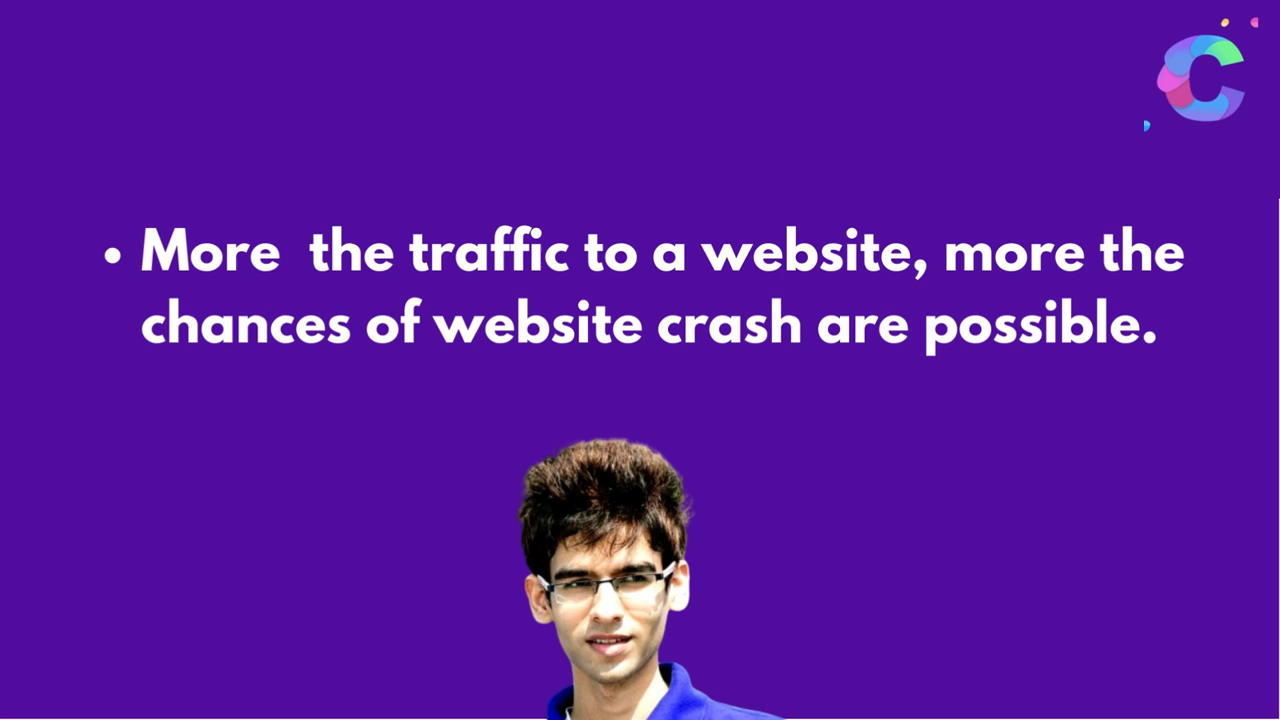 • More the traffic to a website, more the
chances of website crash are possible.
C